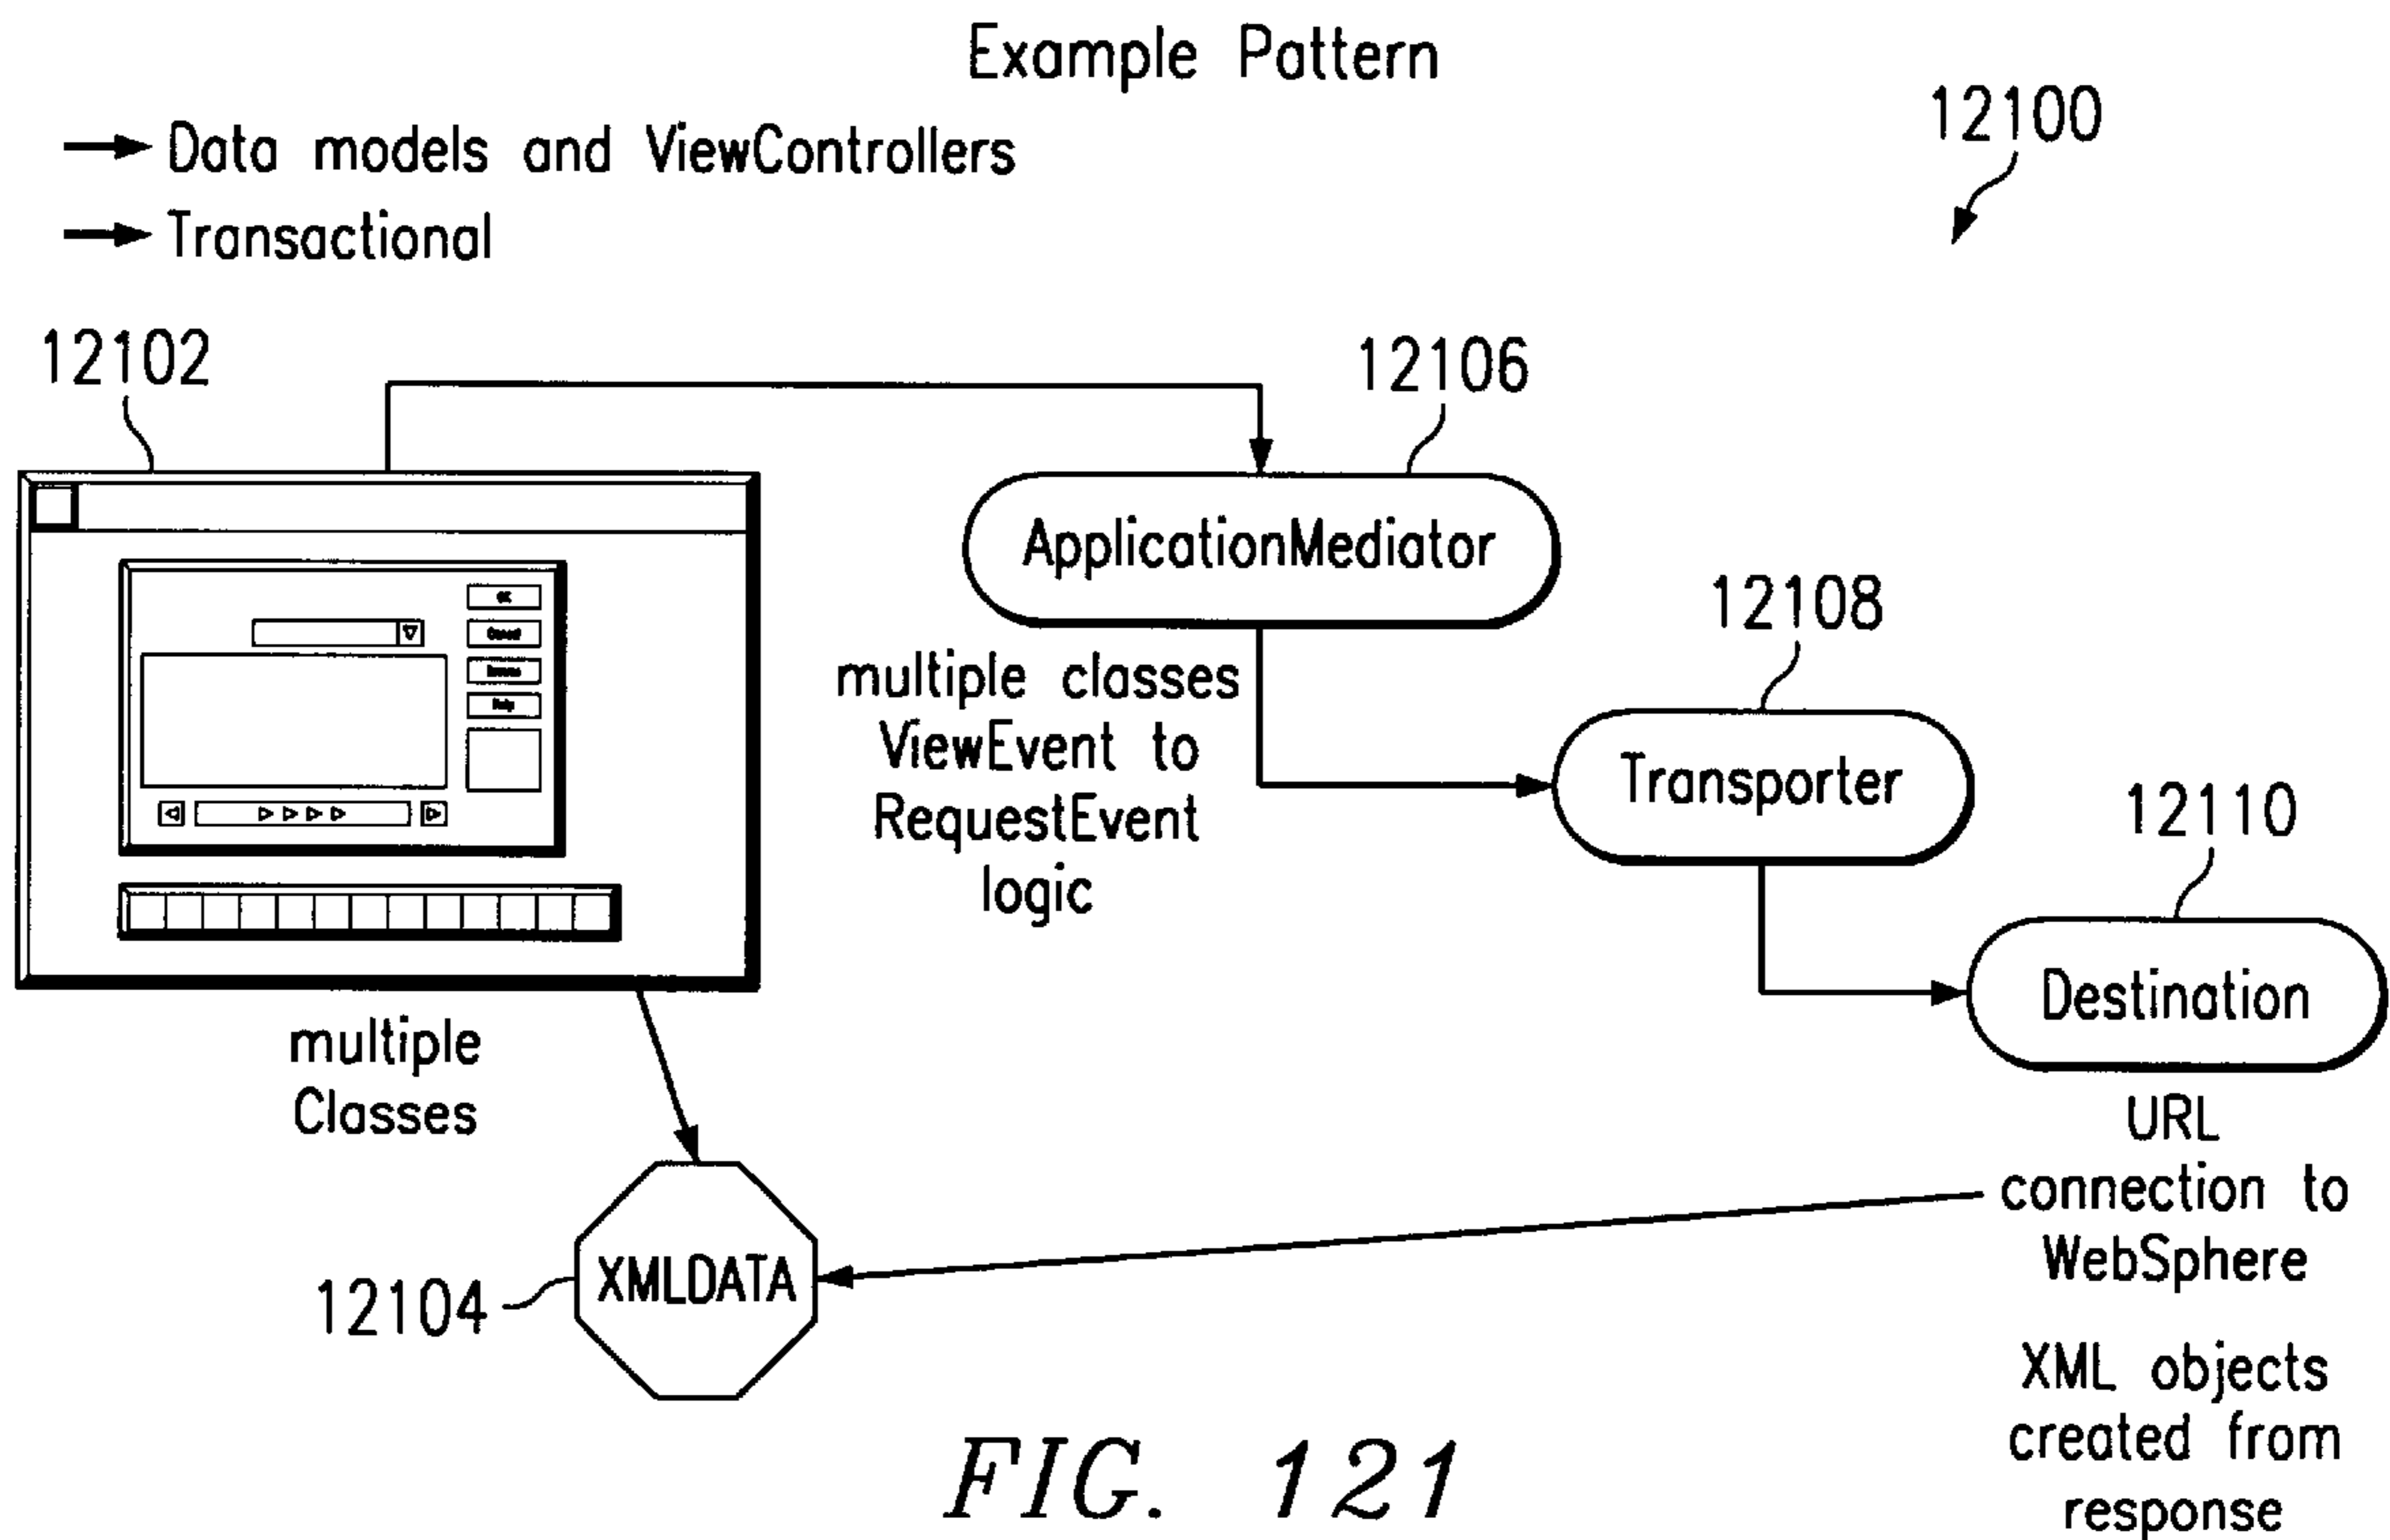 Example Pattern
12100
Data models and ViewControllers
Transactional
12102
12106
ApplicationMediator
12108
multiple classes
ViewEvent to
RequestEvent
logic
Transporter
12110
Help
Destination
multiple
Classes
URL
connection to
WebSphere
XMLDATA
12104
XML objects
created from
response
FIG. 121